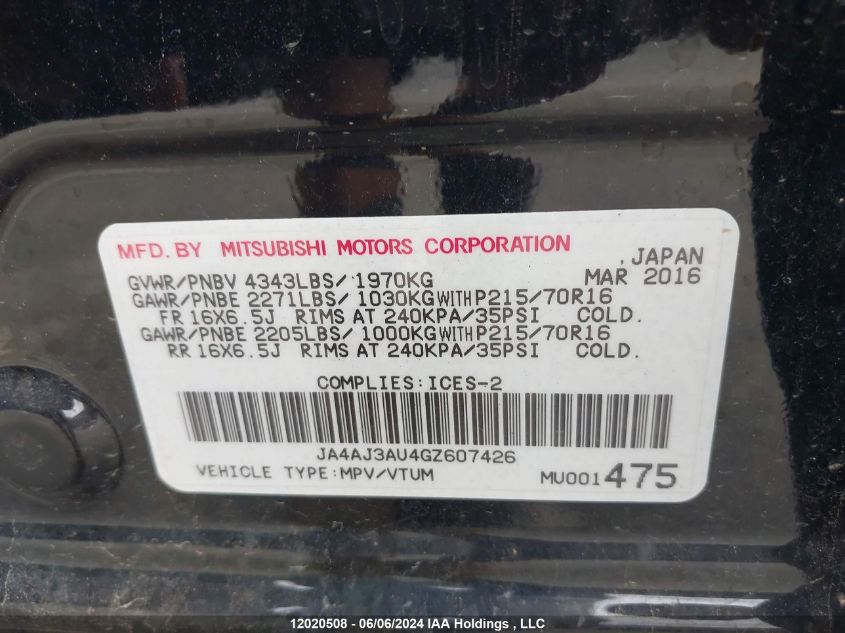 MFD. BY MITSUBISHI MOTORS CORPORATION
, JAPAN
GVWR/PNBV 4343LBS/ 1970KG MAR 2016
GAWR/PNBE 2271LBS/ 1030KG WITH P215/70R16
FR 16X6.5J RIMS AT 240KPA/35PSI COLD.
GAWR/PNBE 2205LBS/ 1000KG WITH P215/70R16
RR 16X6.5J RIMS AT 240KPA/35PSI COLD.
COMPLIES:ICES-2
JA4AJ3AU4GZ607426
VEHICLE TYPE:MPV/VTUM MU001475
12020508 - 06/06/2024 IAA Holdings , LLC